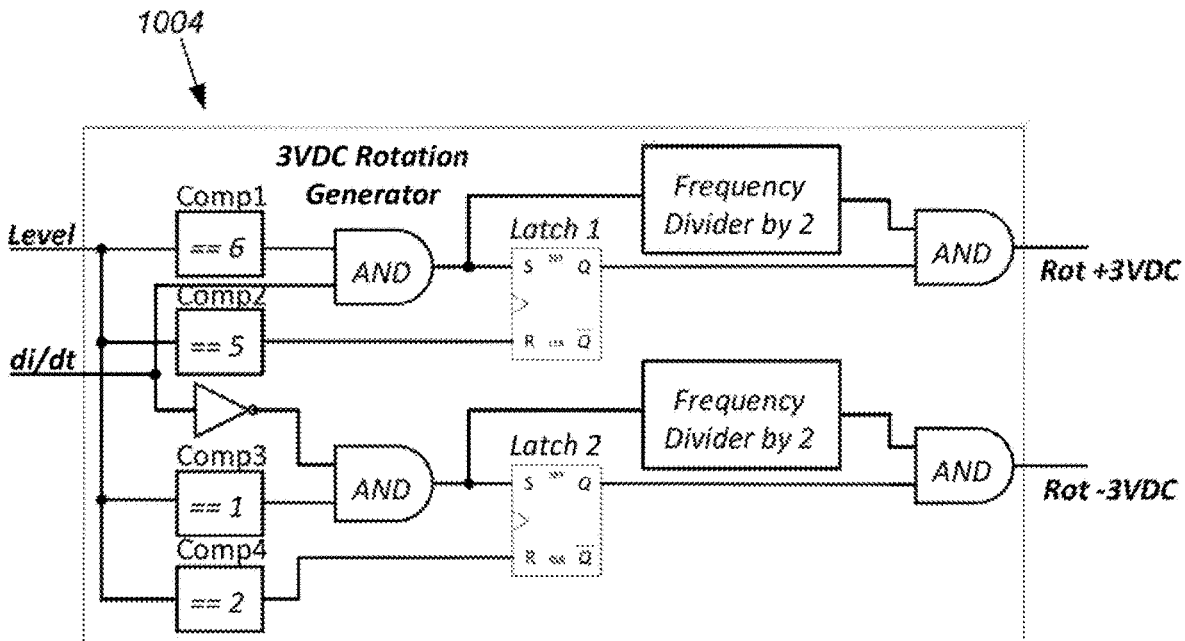 1004
3VDC Rotation
Generator
Comp1
== 6
Level
AND
Frequency
Divider by 2
Latch 1
S Q
R Q
AND
Rot +3VDC
Comp2
== 5
di/dt
Comp3
== 1
AND
Frequency
Divider by 2
Latch 2
S Q
R Q
AND
Rot -3VDC
Comp4
== 2